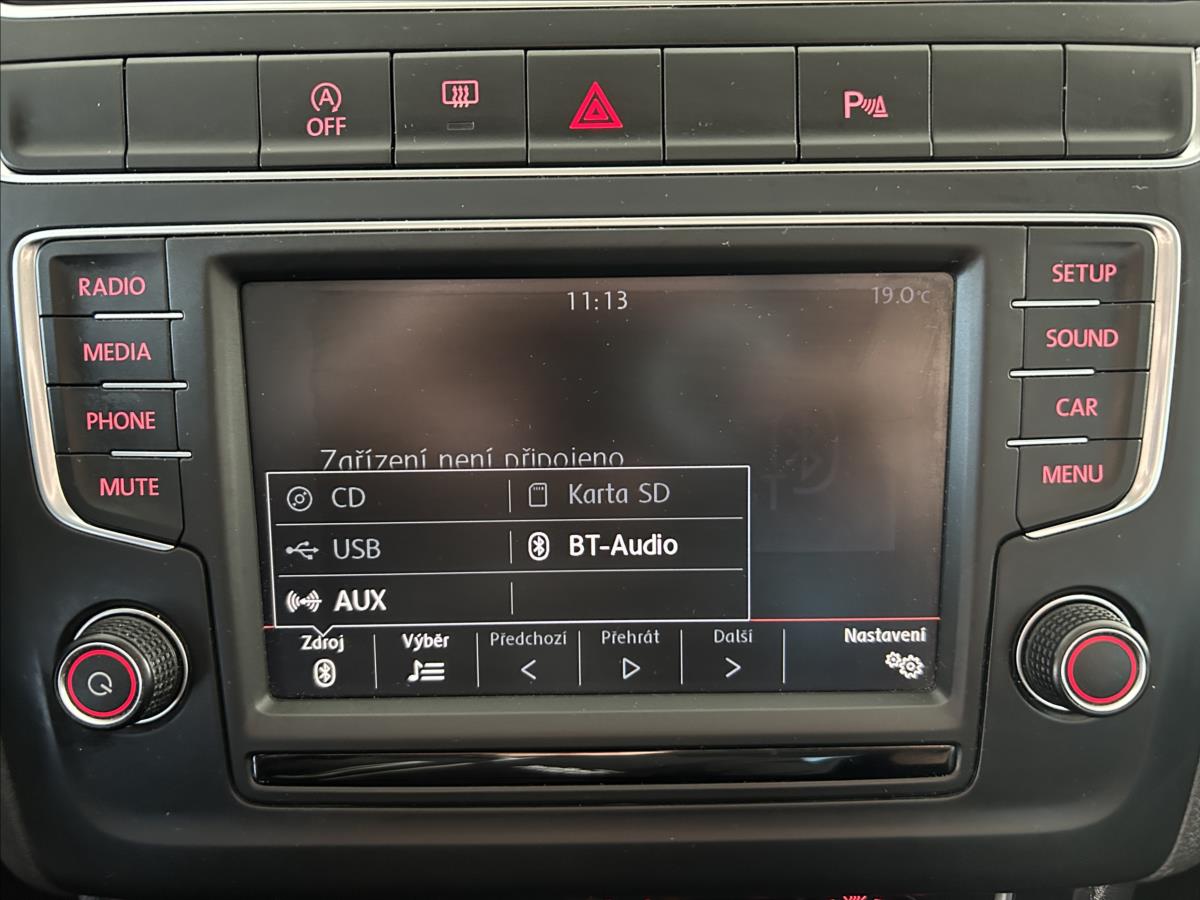 A
OFF
P
RADIO
MEDIA
PHONE
MUTE
11:13
19.0°C
Zařízení není připojeno
CD
Karta SD
USB
BT-Audio
AUX
Zdroj
Výběr
Předchozí
Přehrát
Další
Nastavení
SETUP
SOUND
CAR
MENU